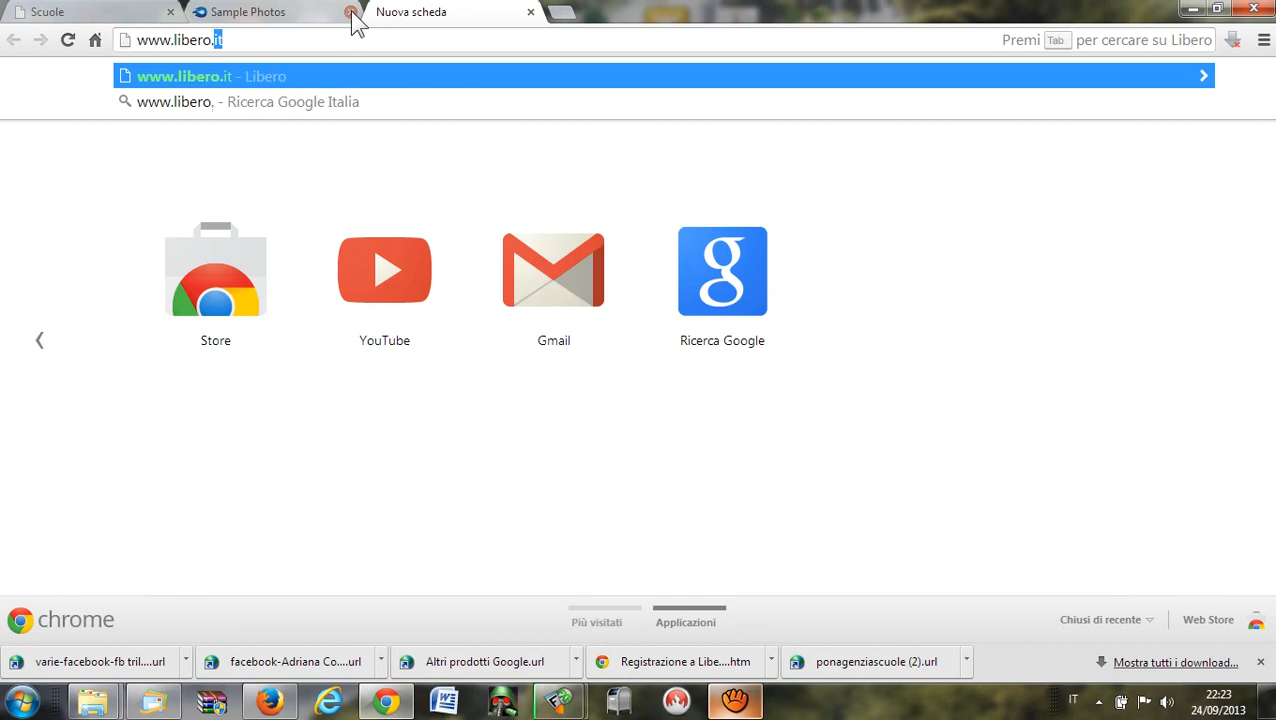 Scuole
Sample Photos
Nuova scheda
www.libero.it
Premi Tab per cercare su Libero
www.libero.it - Libero
www.libero. - Ricerca Google Italia
Store
YouTube
Gmail
Ricerca Google
chrome
Più visitati
Applicazioni
Chiusi di recente
Web Store
varie-facebook-fb tril....url
facebook-Adriana Co....url
Altri prodotti Google.url
Registrazione a Libe....htm
ponagenziascuole (2).url
Mostra tutti i download...
IT
22:23
24/09/2013